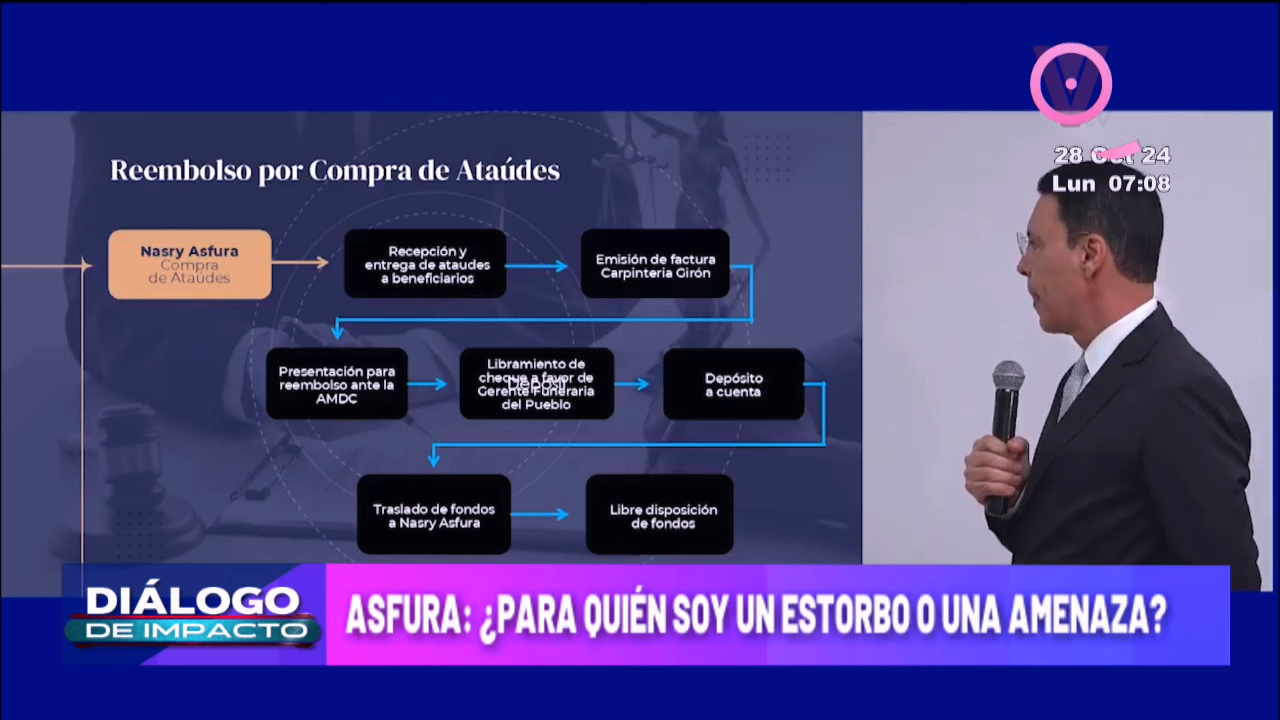 28 Oct 24
Lun 07:08
Reembolso por Compra de Ataúdes
Nasry Asfura
Compra
de Ataúdes
Recepción y
entrega de ataudes
a beneficiarios
Emisión de factura
Carpinteria Girón
Presentación para
reembolso ante la
AMDC
Libramiento de
cheque a favor de
Gerente Funeraria
del Pueblo
Depósito
a cuenta
Traslado de fondos
a Nasry Asfura
Libre disposición
de fondos
DIÁLOGO
DE IMPACTO
ASFURA: ¿PARA QUIÉN SOY UN ESTORBO O UNA AMENAZA?